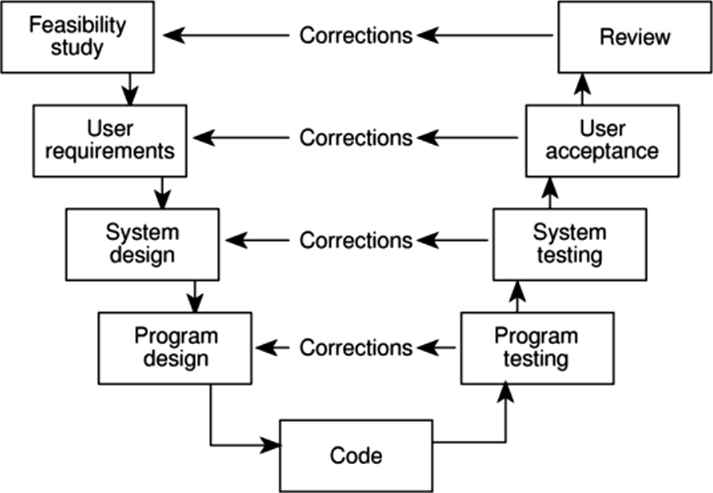 Feasibility
study
Corrections
Review
User
requirements
Corrections
User
acceptance
System
design
Corrections
System
testing
Program
design
Corrections
Program
testing
Code